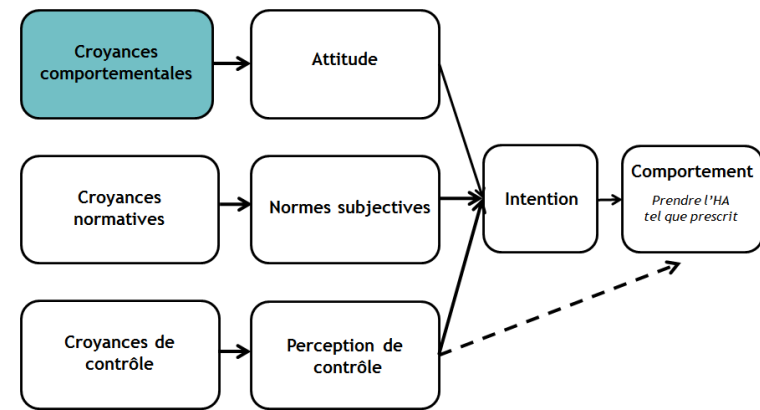 Croyances
comportementales
Attitude
Croyances
normatives
Normes subjectives
Intention
Comportement
Prendre l'HA
tel que prescrit
Croyances de
contrôle
Perception de
contrôle